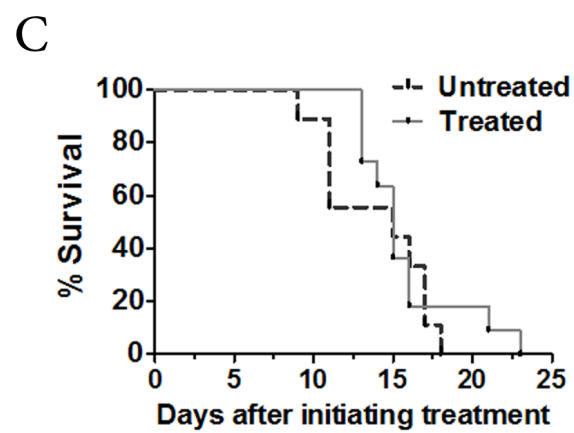 C
Untreated
Treated
% Survival
100
80
60
40
20
0
0 5 10 15 20 25
Days after initiating treatment